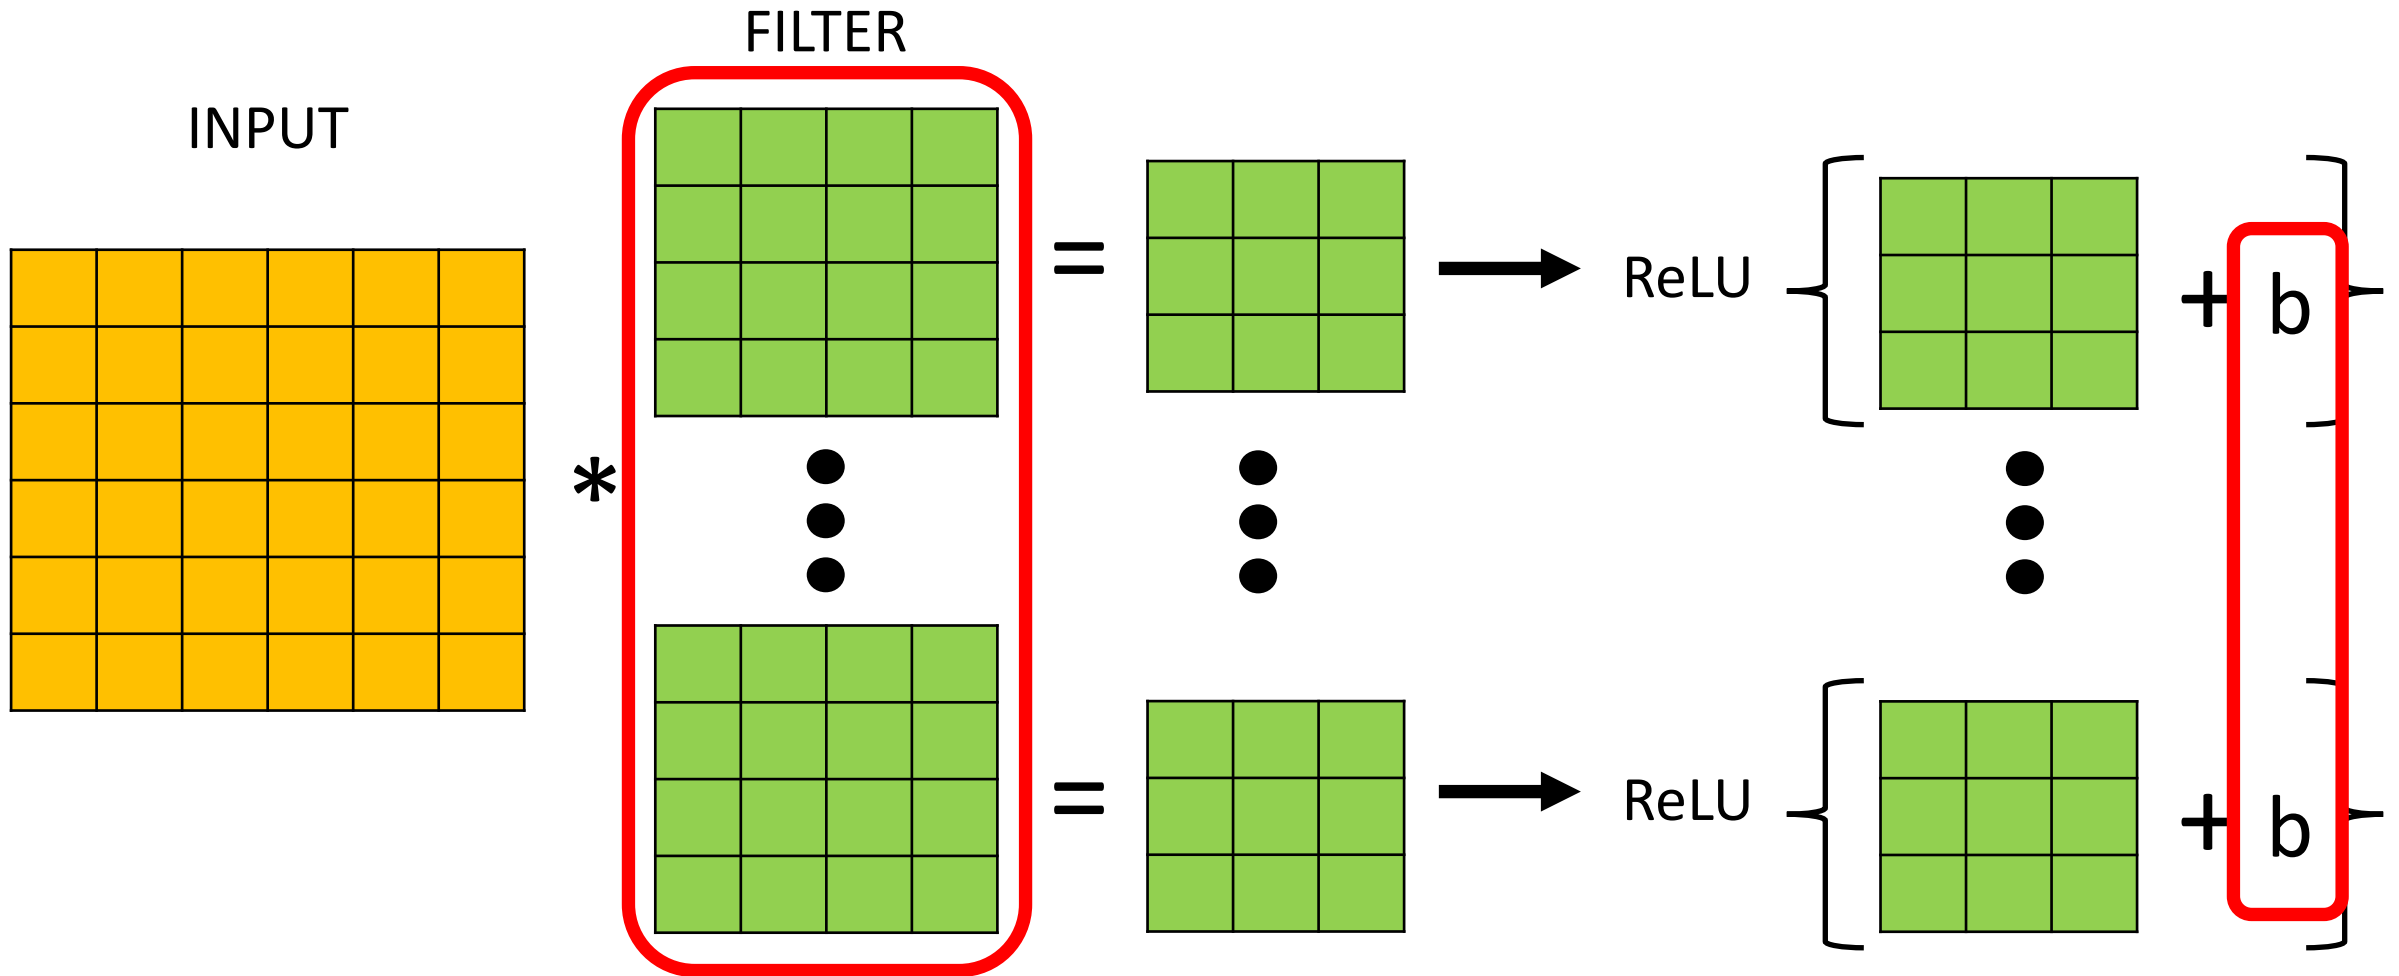 FILTER
INPUT
*
=
ReLU
+ b
=
ReLU
+ b